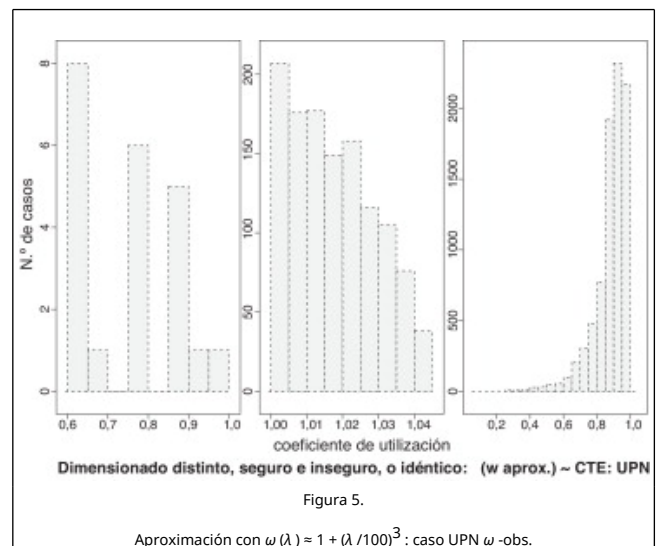 N.º de casos
8
6
4
2
0
0,6 0,7 0,8 0,9 1,0
200
150
100
50
0
1,00 1,01 1,02 1,03 1,04
2000
1500
1000
500
0
0,4 0,6 0,8 1,0
coeficiente de utilización
Dimensionado distinto, seguro e inseguro, o idéntico: (w aprox.) ~ CTE: UPN
Figura 5.
Aproximación con ω (λ ) ≈ 1 + (λ /100)³ : caso UPN ω -obs.